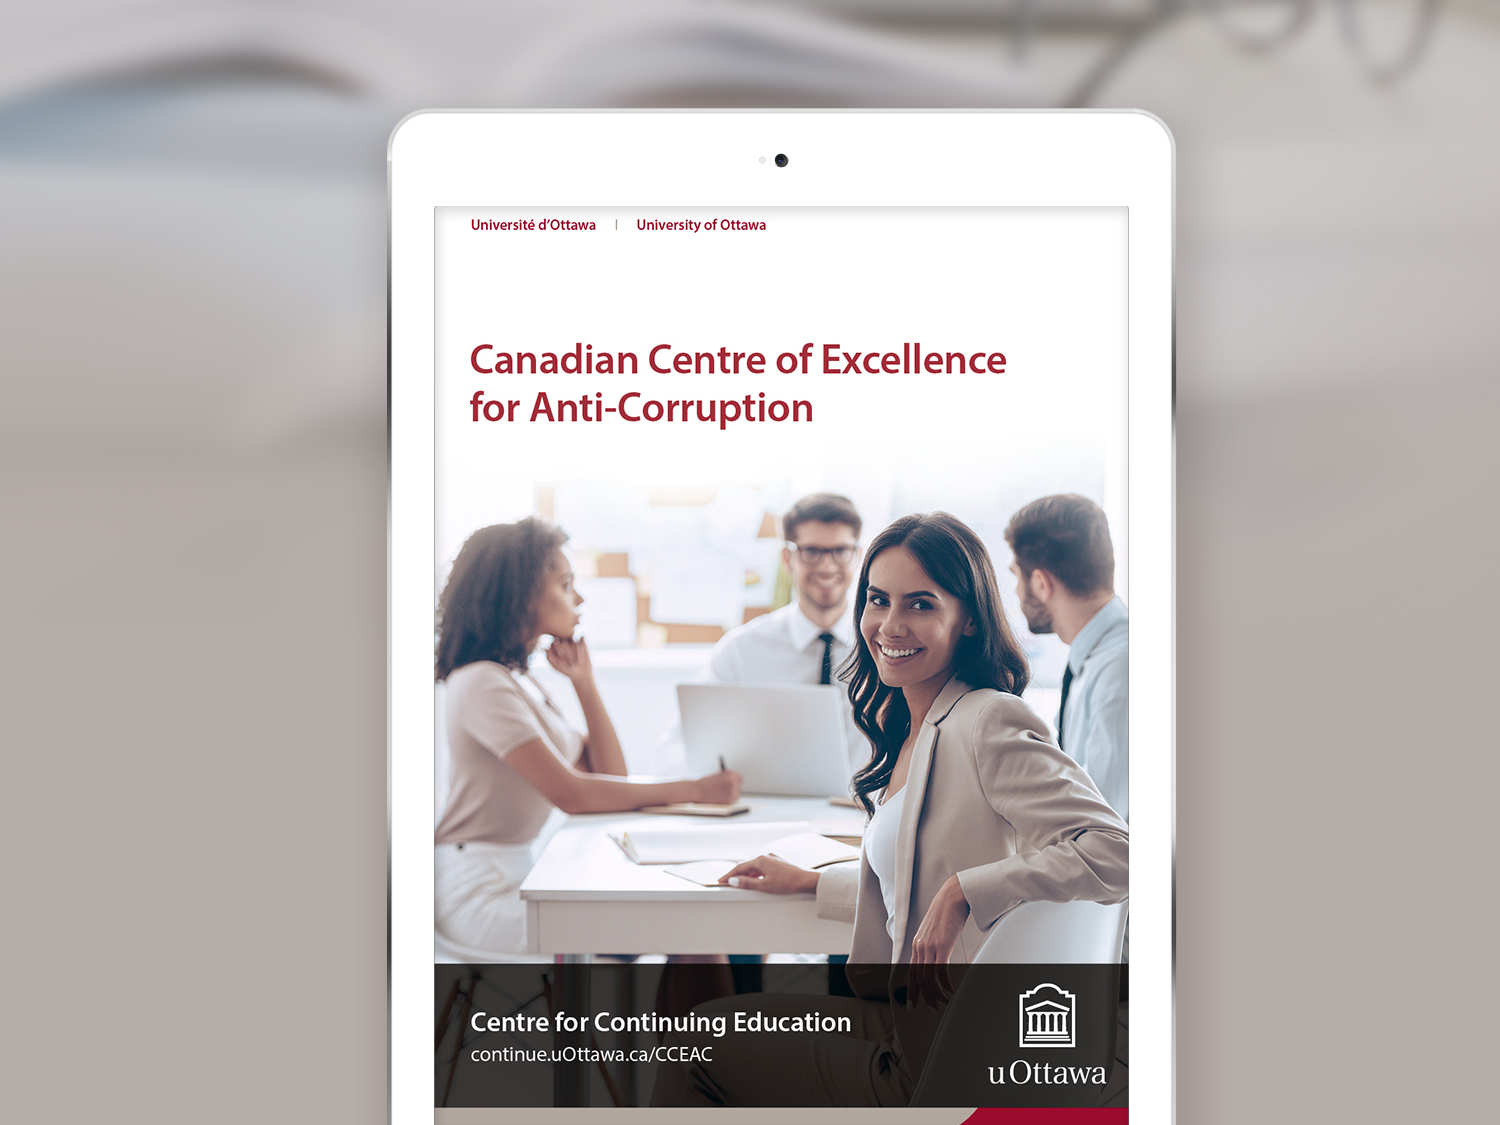 Université d'Ottawa | University of Ottawa
Canadian Centre of Excellence
for Anti-Corruption
Centre for Continuing Education
continue.uOttawa.ca/CCEAC
uOttawa